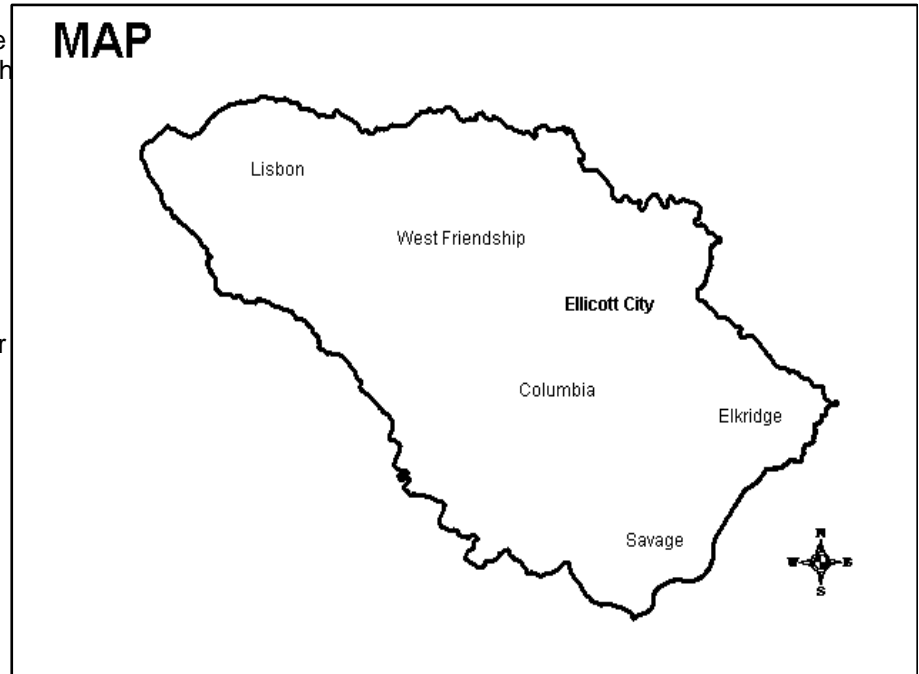 MAP
e
h
Lisbon
West Friendship
Ellicott City
r
Columbia
Elkridge
Savage
N
W E
S